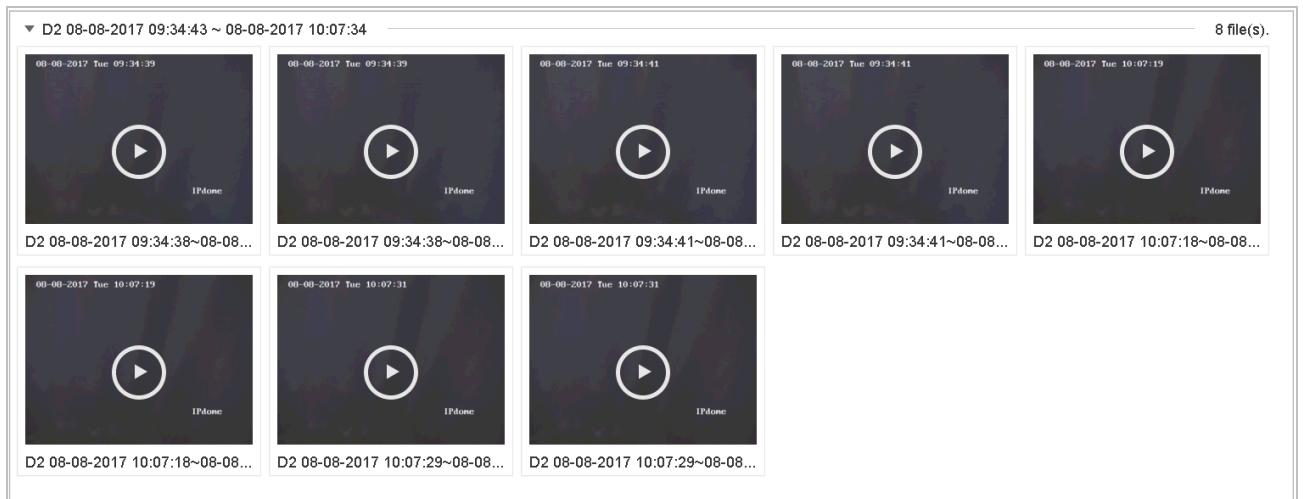 D2 08-08-2017 09:34:43 ~ 08-08-2017 10:07:34
8 file(s).
08-08-2017 Tue 09:34:39
IPdome
D2 08-08-2017 09:34:38~08-08...
08-08-2017 Tue 09:34:39
IPdome
D2 08-08-2017 09:34:38~08-08...
08-08-2017 Tue 09:34:41
IPdome
D2 08-08-2017 09:34:41~08-08...
08-08-2017 Tue 09:34:41
IPdome
D2 08-08-2017 09:34:41~08-08...
08-08-2017 Tue 10:07:19
IPdome
D2 08-08-2017 10:07:18~08-08...
08-08-2017 Tue 10:07:19
IPdome
D2 08-08-2017 10:07:18~08-08...
08-08-2017 Tue 10:07:31
IPdome
D2 08-08-2017 10:07:29~08-08...
08-08-2017 Tue 10:07:31
IPdome
D2 08-08-2017 10:07:29~08-08...